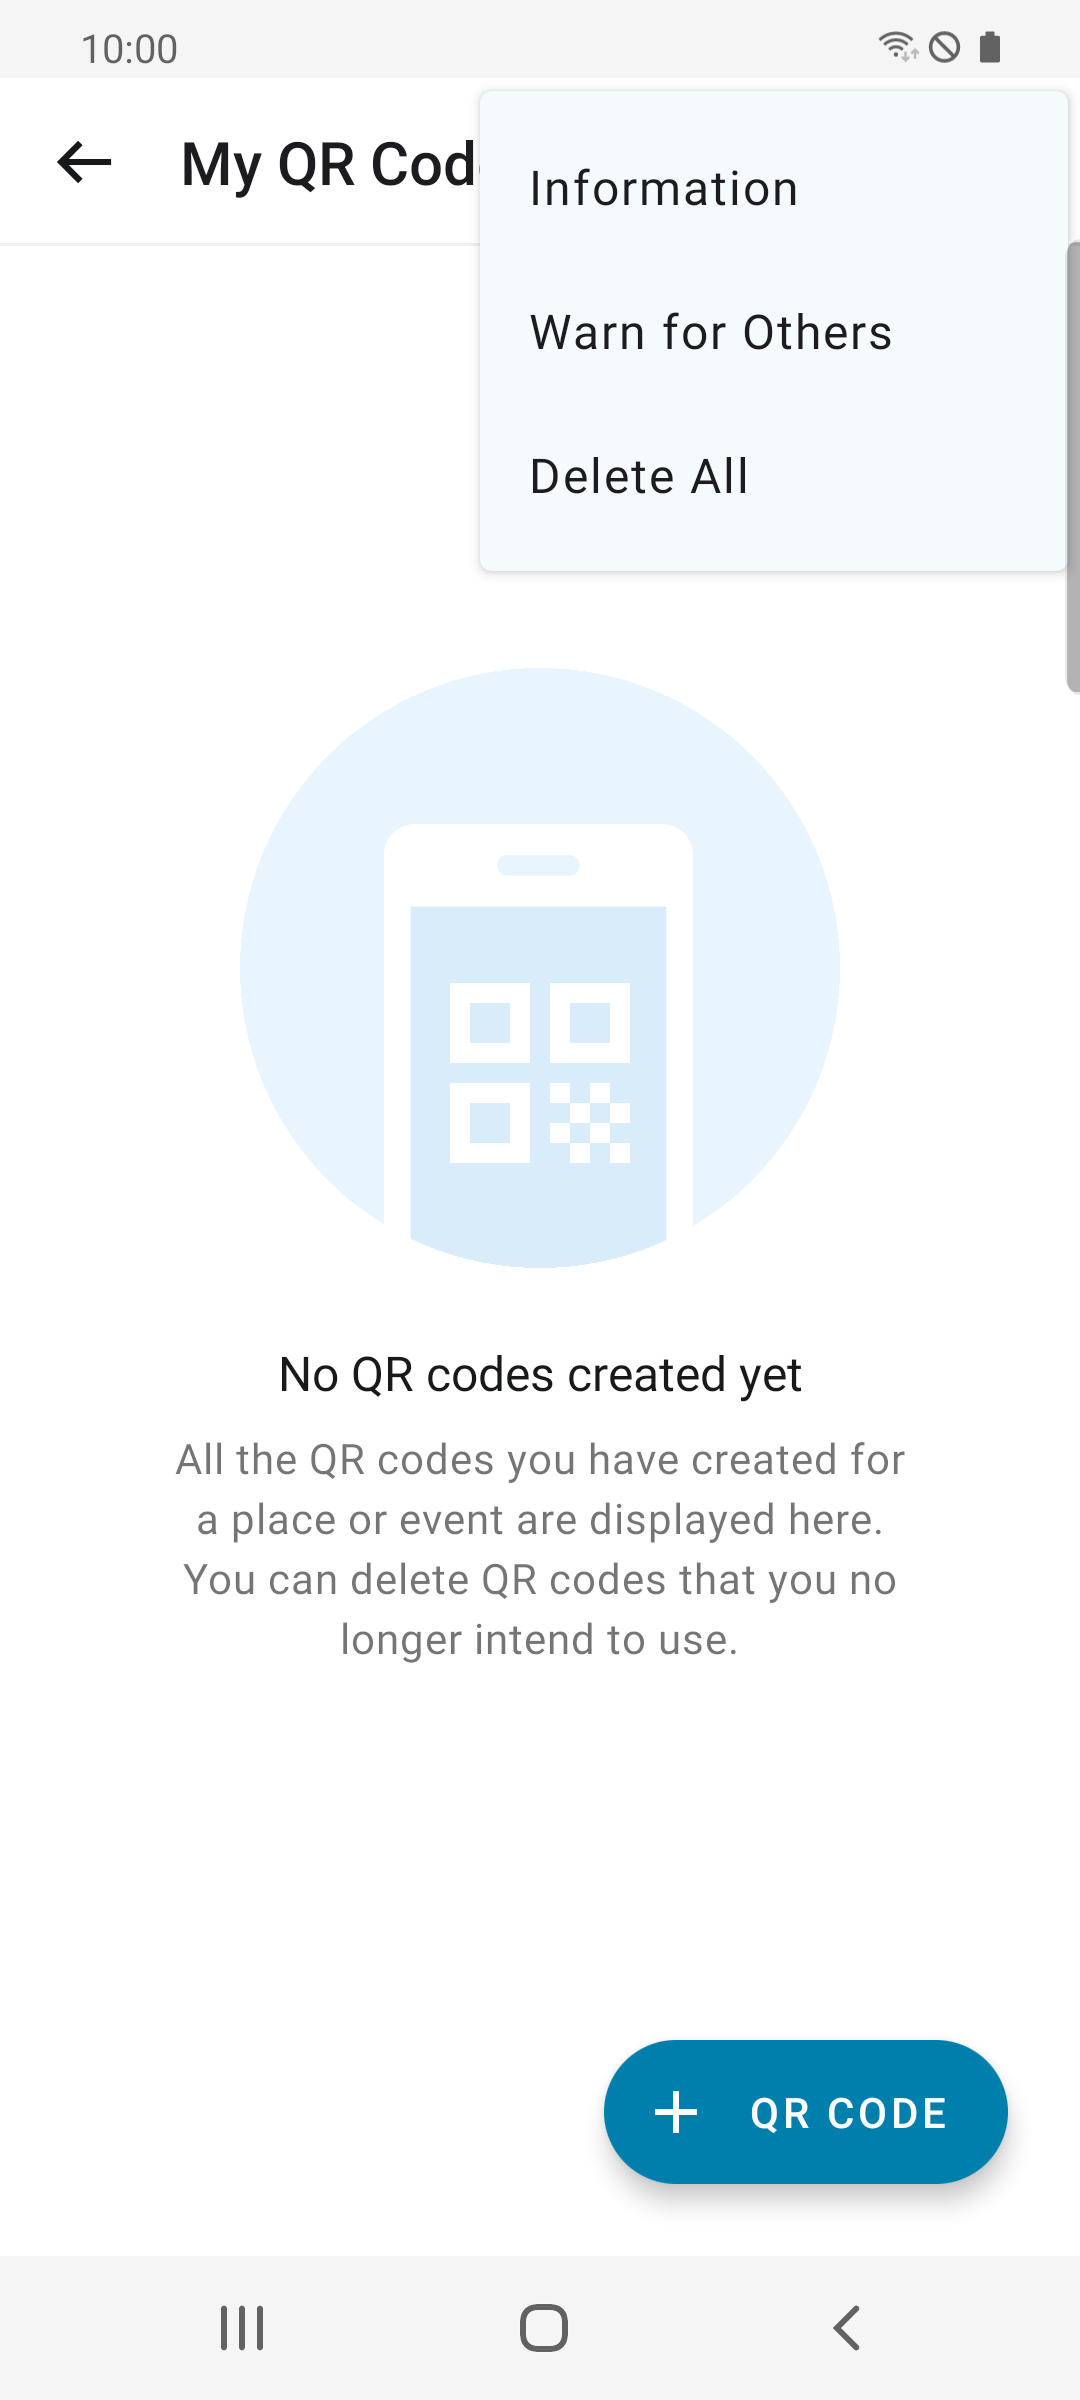 10:00
My QR Cod
Information
Warn for Others
Delete All
No QR codes created yet
All the QR codes you have created for
a place or event are displayed here.
You can delete QR codes that you no
longer intend to use.
QR CODE